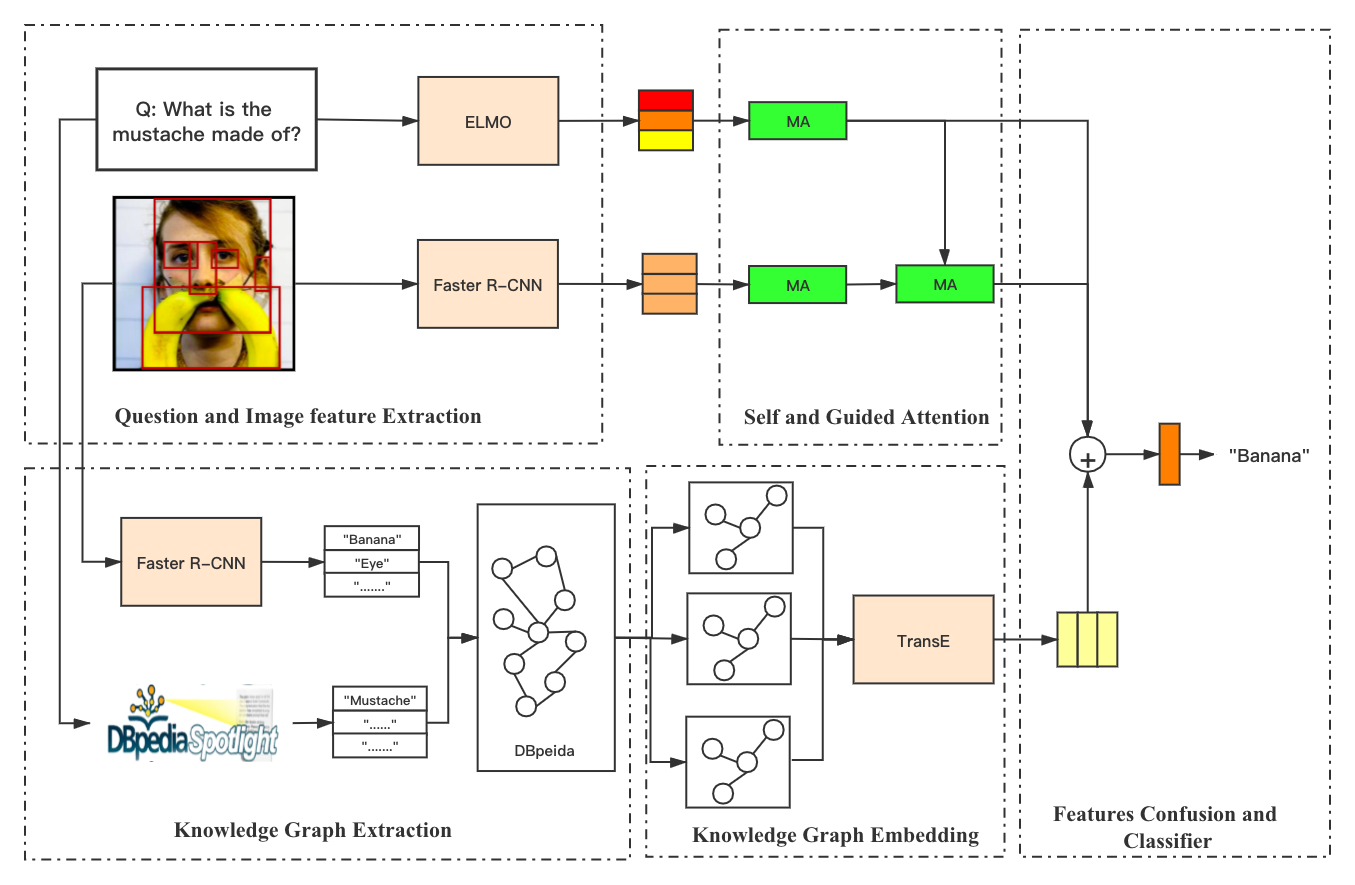 Q: What is the
mustache made of?
ELMO
MA
Faster R-CNN
MA
MA
Question and Image feature Extraction
Self and Guided Attention
"Banana"
Faster R-CNN
"Banana"
"Eye"
"......."
DBpedia Spotlight
"Mustache"
"......"
"......."
DBpeida
TransE
Knowledge Graph Extraction
Knowledge Graph Embedding
Features Confusion and
Classifier